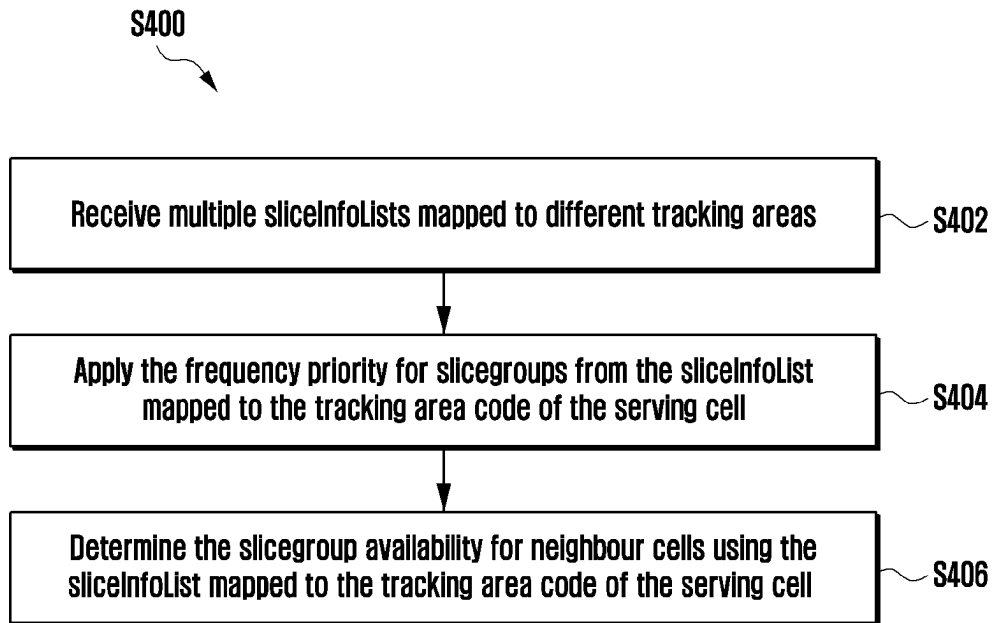 S400
Receive multiple sliceInfoLists mapped to different tracking areas
S402
Apply the frequency priority for slicegroups from the sliceInfoList
mapped to the tracking area code of the serving cell
S404
Determine the slicegroup availability for neighbour cells using the
sliceInfoList mapped to the tracking area code of the serving cell
S406